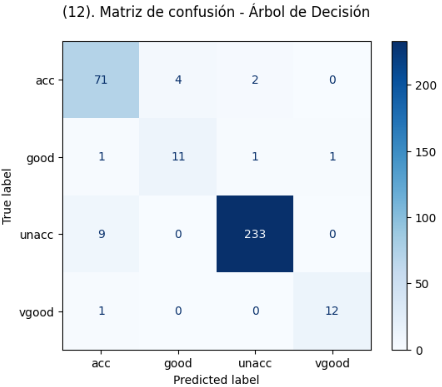 (12). Matriz de confusión - Árbol de Decisión
True label
acc 71 4 2 0
good 1 11 1 1
unacc 9 0 233 0
vgood 1 0 0 12
acc good unacc vgood
Predicted label
200
150
100
50
0